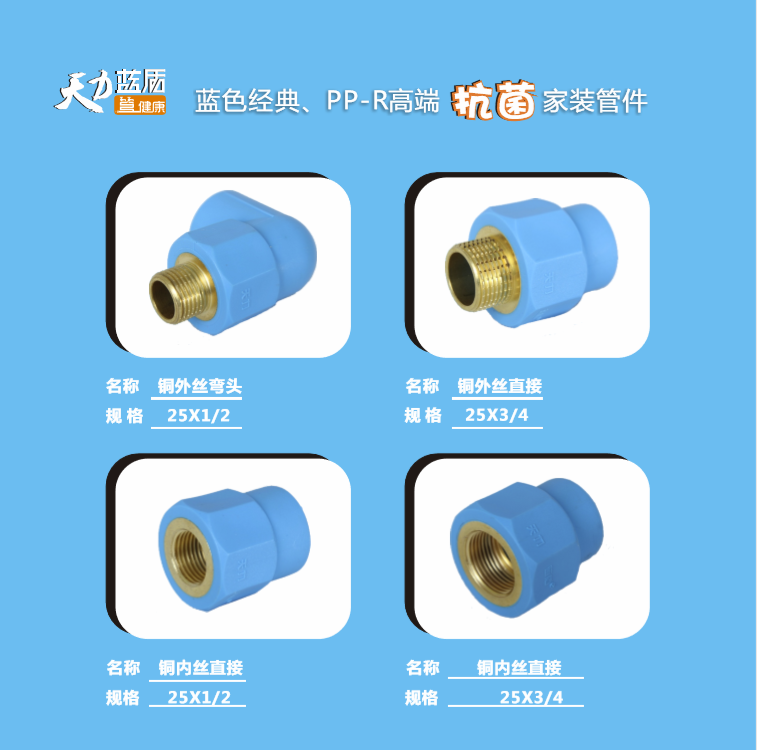 天力蓝质
管健康
蓝色经典、PP-R高端抗菌家装管件
名称 铜外丝弯头
规格 25X1/2
名称 铜外丝直接
规格 25X3/4
名称 铜内丝直接
规格 25X1/2
名称 铜内丝直接
规格 25X3/4